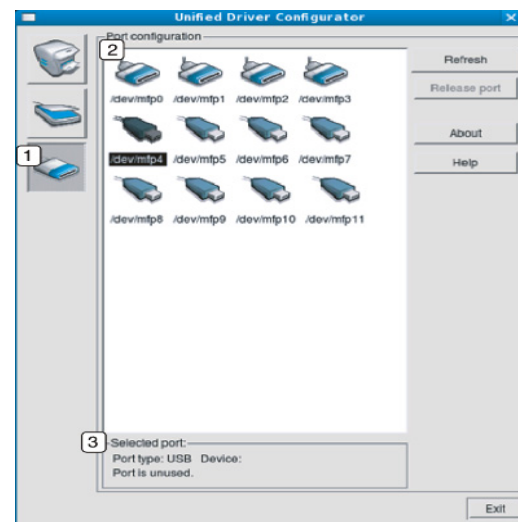 Unified Driver Configurator
Port configuration
2
/dev/mfp0 /dev/mfp1 /dev/mfp2 /dev/mfp3
Refresh
Release port
About
Help
1
/dev/mfp4 /dev/mfp5 /dev/mfp6 /dev/mfp7
/dev/mfp8 /dev/mfp9 /dev/mfp10 /dev/mfp11
3
Selected port:
Port type: USB Device:
Port is unused.
Exit